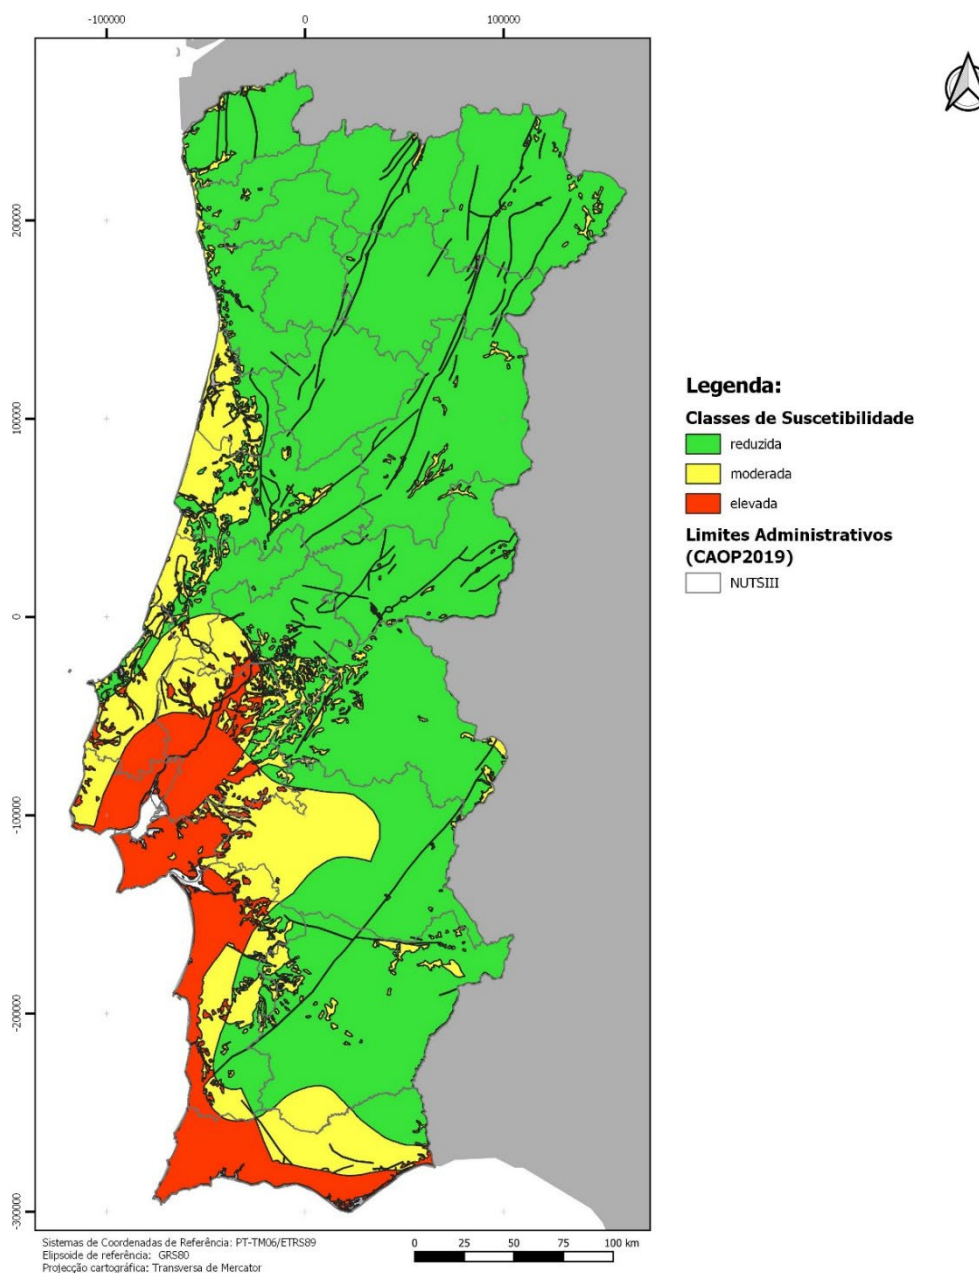 -100000
0
100000
200000
100000
0
-100000
-200000
-300000
Legenda:
Classes de Suscetibilidade
reduzida
moderada
elevada
Limites Administrativos
(CAOP2019)
NUTSIII
Sistemas de Coordenadas de Referência: PT-TM06/ETRS89
Elipsoide de referência: GRS80
Projecção cartográfica: Transversa de Mercator
0 25 50 75 100 km